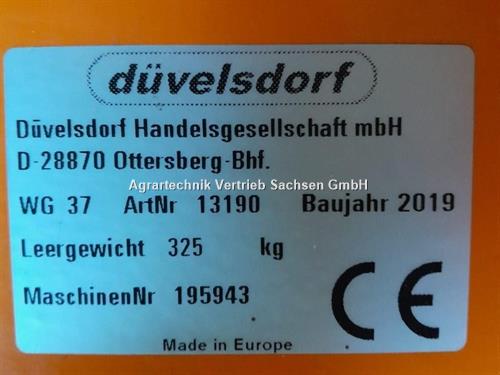 düvelsdorf
Düvelsdorf Handelsgesellschaft mbH
D-28870 Ottersberg-Bhf.
Agrartechnik Vertrieb Sachsen GmbH
WG 37 ArtNr 13190 Baujahr 2019
Leergewicht 325 kg
MaschinenNr 195943
CE
Made in Europe